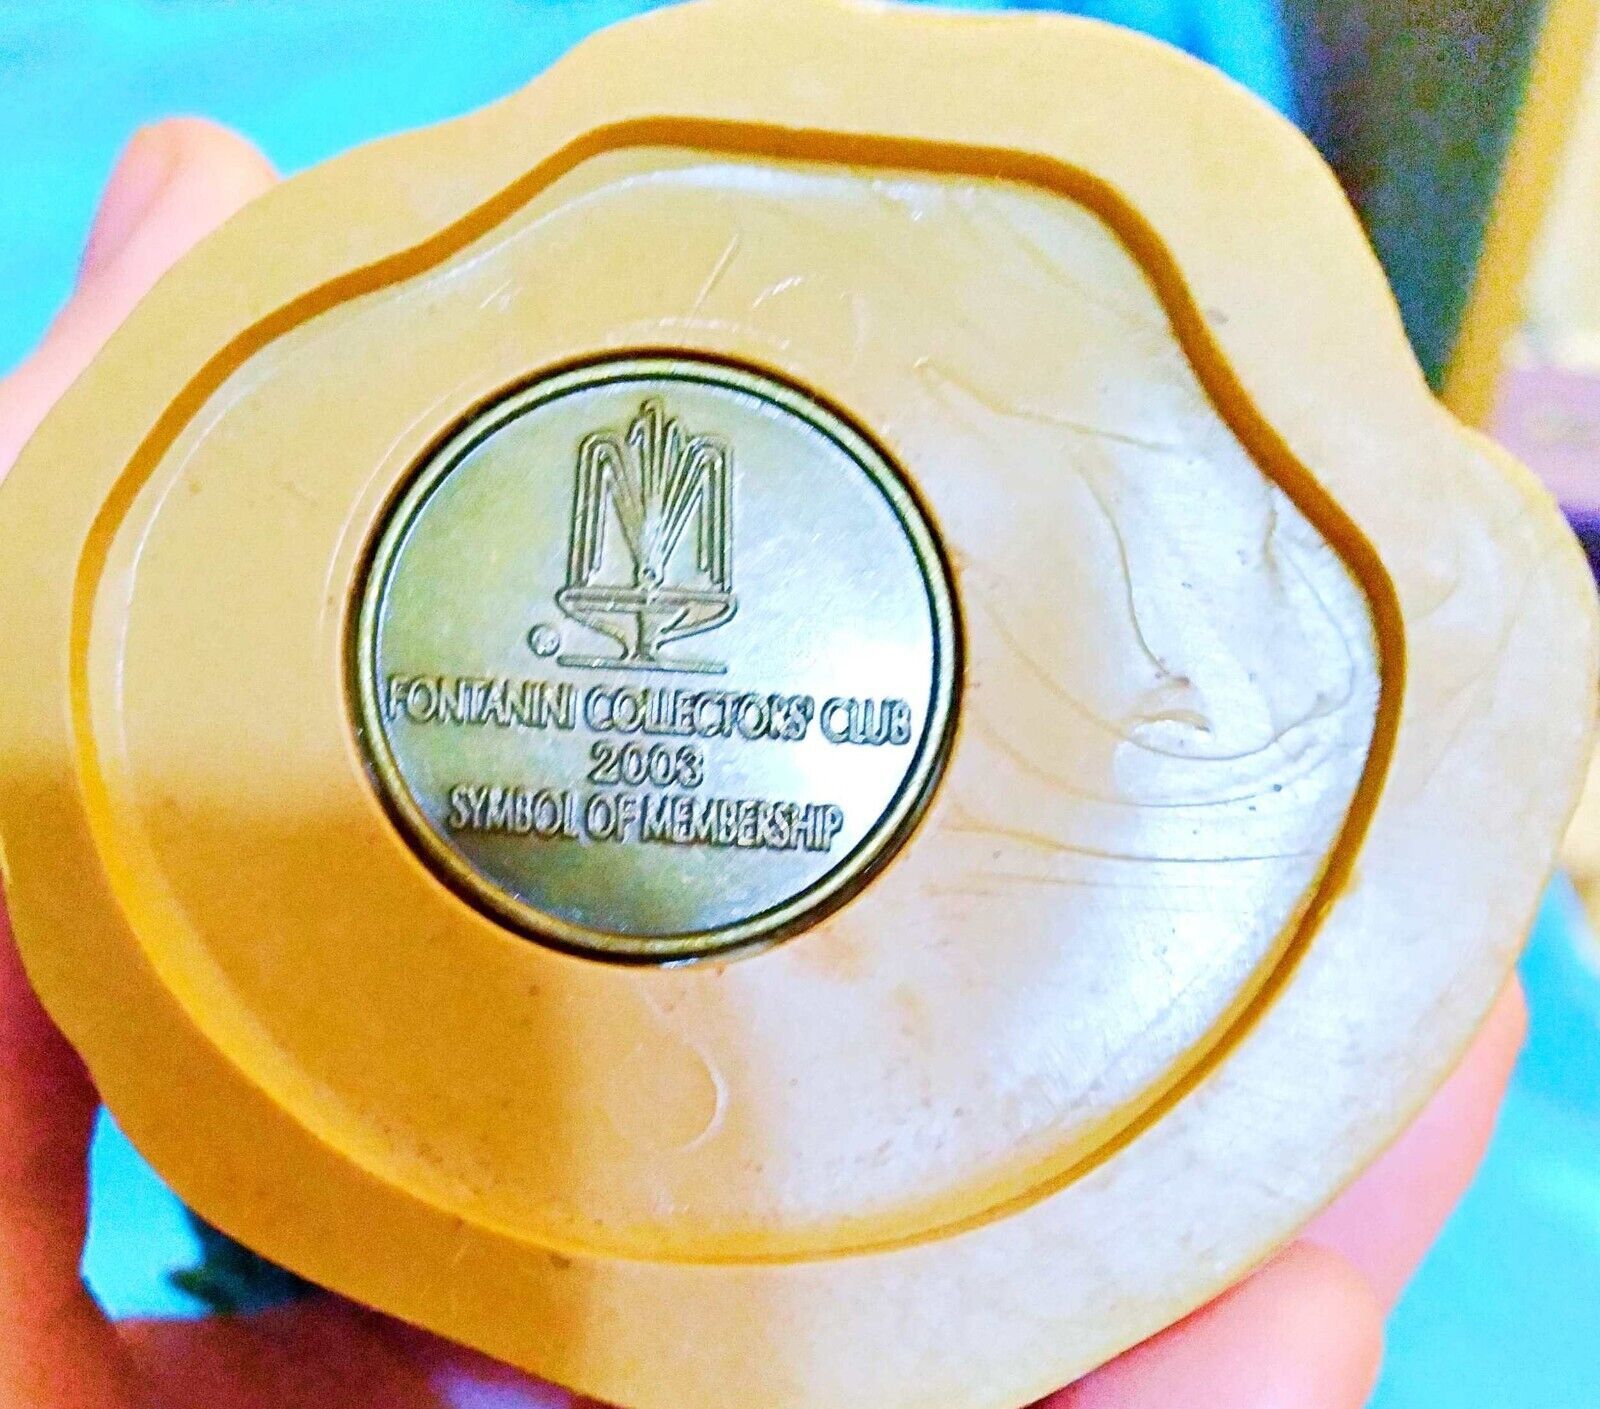 ®
FONTANINI COLLECTORS' CLUB
2003
SYMBOL OF MEMBERSHIP